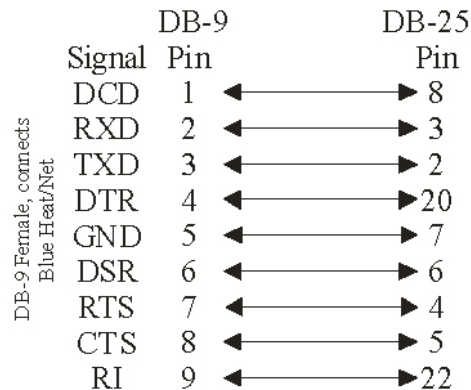 DB-9 DB-25
Signal Pin Pin
DCD 1 8
RXD 2 3
TXD 3 2
DTR 4 20
GND 5 7
DSR 6 6
RTS 7 4
CTS 8 5
RI 9 22
DB-9 Female, connects
Blue Heat/Net